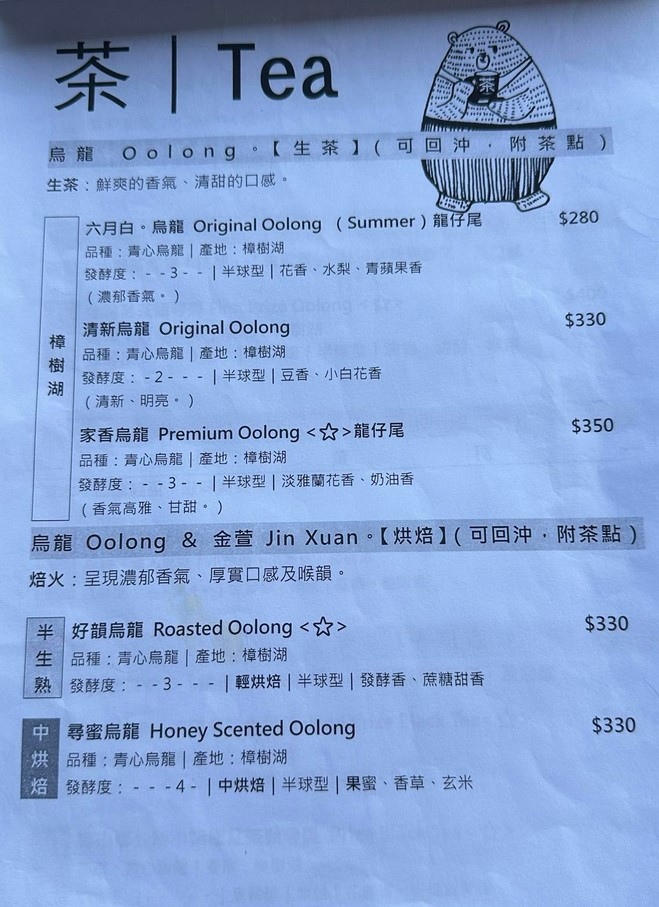 茶 | Tea
茶
烏龍 Oolong。【生茶】(可回沖，附茶點)
生茶：鮮爽的香氣、清甜的口感。
樟樹湖
六月白。烏龍 Original Oolong （Summer）龍仔尾 $280
品種：青心烏龍｜產地：樟樹湖
發酵度：- - 3 - - ｜半球型｜花香、水梨、青蘋果香
（濃郁香氣。）
清新烏龍 Original Oolong $330
品種：青心烏龍｜產地：樟樹湖
發酵度：- 2 - - - ｜半球型｜豆香、小白花香
（清新、明亮。）
家香烏龍 Premium Oolong <☆>龍仔尾 $350
品種：青心烏龍｜產地：樟樹湖
發酵度：- - 3 - - ｜半球型｜淡雅蘭花香、奶油香
（香氣高雅、甘甜。）
烏龍 Oolong & 金萱 Jin Xuan。【烘焙】(可回沖，附茶點)
焙火：呈現濃郁香氣、厚實口感及喉韻。
半生熟
好韻烏龍 Roasted Oolong <☆> $330
品種：青心烏龍｜產地：樟樹湖
發酵度：- - 3 - - - ｜輕烘焙｜半球型｜發酵香、蔗糖甜香
中烘焙
尋蜜烏龍 Honey Scented Oolong $330
品種：青心烏龍｜產地：樟樹湖
發酵度：- - - 4 - ｜中烘焙｜半球型｜果蜜、香草、玄米